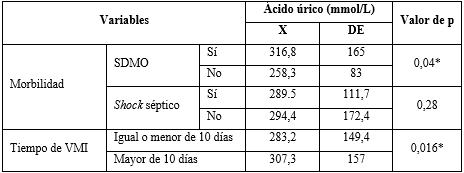 Variables Ácido úrico (mmol/L) Valor de p
X DE
Morbilidad SDMO Sí 316,8 165 0,04*
No 258,3 83
Shock séptico Sí 289.5 111,7 0,28
No 294,4 172,4
Tiempo de VMI Igual o menor de 10 días 283,2 149,4 0,016*
Mayor de 10 días 307,3 157